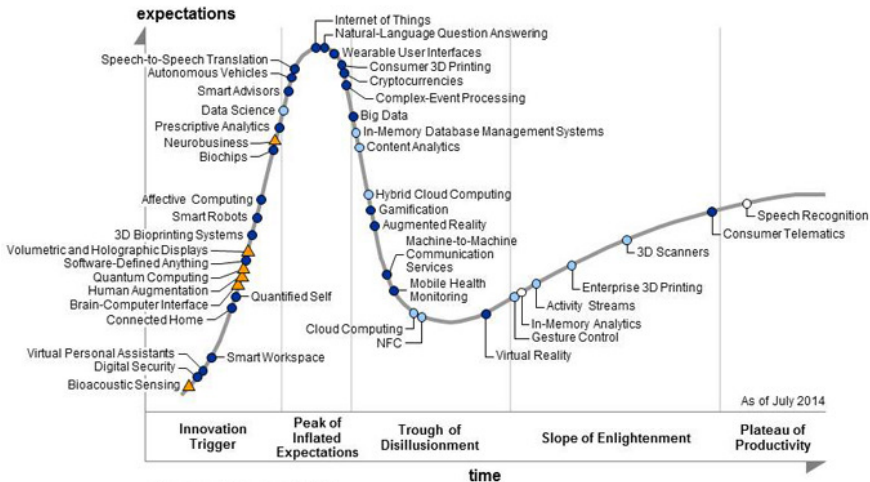 expectations
Internet of Things
Natural-Language Question Answering
Wearable User Interfaces
Consumer 3D Printing
Cryptocurrencies
Complex-Event Processing
Speech-to-Speech Translation
Autonomous Vehicles
Smart Advisors
Data Science
Prescriptive Analytics
Neurobusiness
Biochips
Big Data
In-Memory Database Management Systems
Content Analytics
Affective Computing
Smart Robots
3D Bioprinting Systems
Volumetric and Holographic Displays
Software-Defined Anything
Quantum Computing
Human Augmentation
Brain-Computer Interface
Connected Home
Quantified Self
Hybrid Cloud Computing
Gamification
Augmented Reality
Machine-to-Machine
Communication
Services
Mobile Health
Monitoring
Speech Recognition
Consumer Telematics
3D Scanners
Enterprise 3D Printing
Activity Streams
In-Memory Analytics
Gesture Control
Virtual Reality
Cloud Computing
NFC
Virtual Personal Assistants
Digital Security
Bioacoustic Sensing
Smart Workspace
As of July 2014
Innovation
Trigger
Peak of
Inflated
Expectations
Trough of
Disillusionment
Slope of Enlightenment
Plateau of
Productivity
time